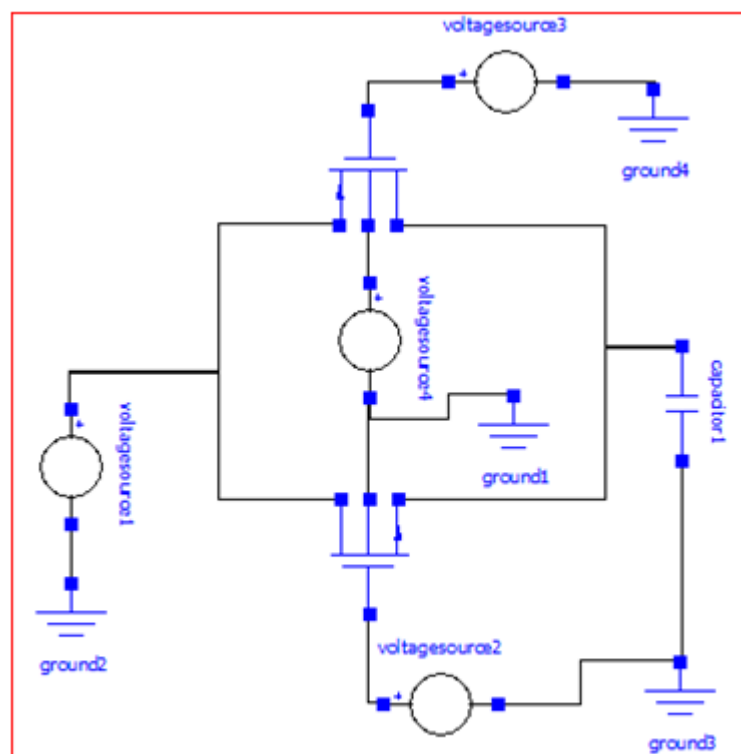 voltagesource3
ground4
voltagesource4
capacitor1
voltagesource1
ground1
voltagesource2
ground2
ground3